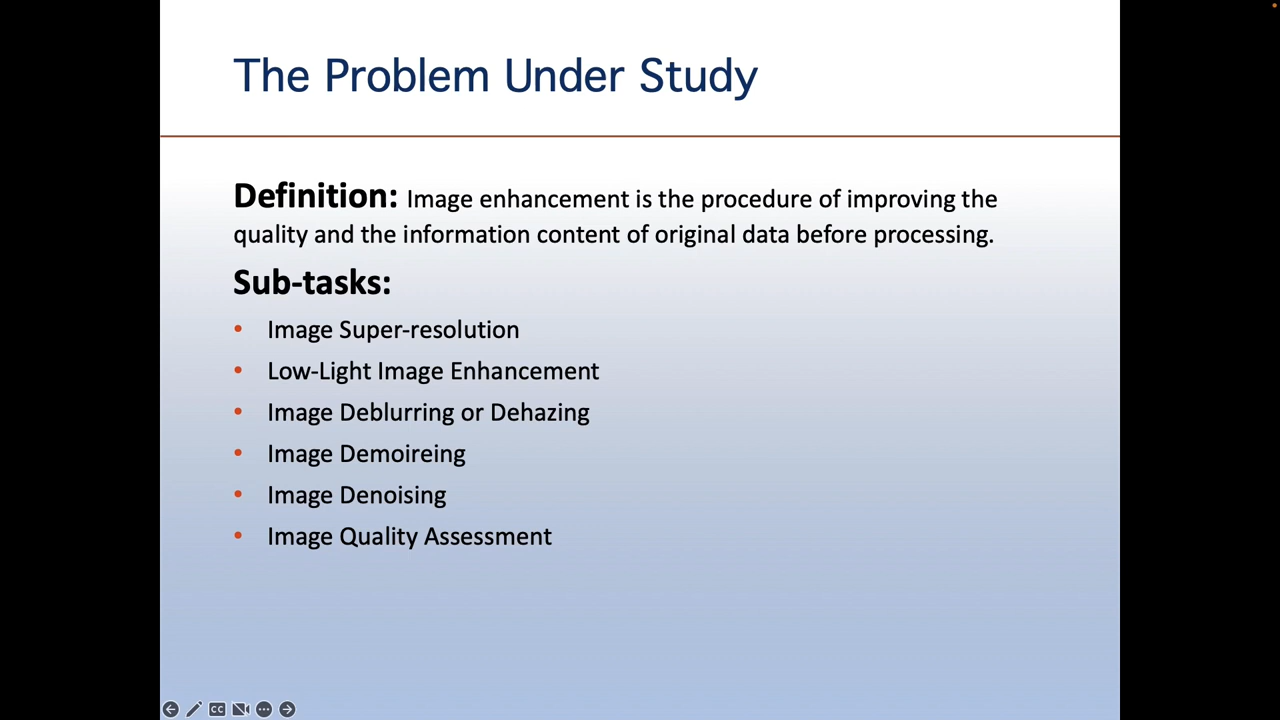 The Problem Under Study
Definition: Image enhancement is the procedure of improving the
quality and the information content of original data before processing.
Sub-tasks:
• Image Super-resolution
• Low-Light Image Enhancement
• Image Deblurring or Dehazing
• Image Demoireing
• Image Denoising
• Image Quality Assessment
CC